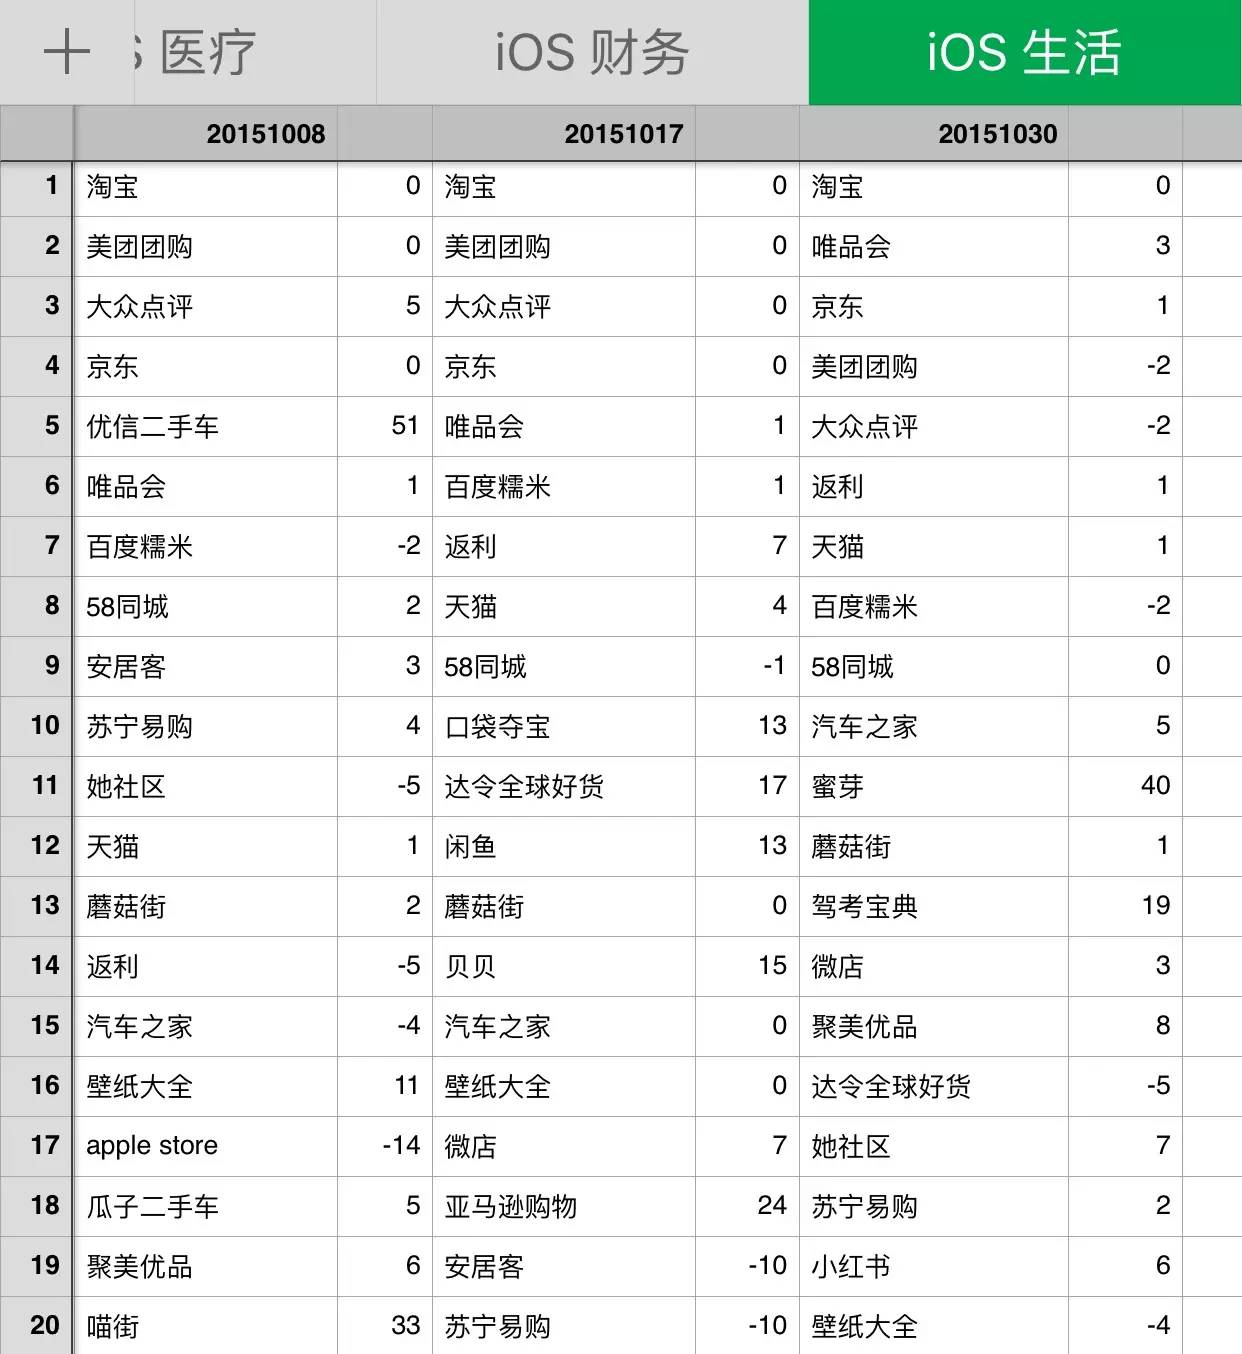 + S 医疗 iOS 财务 iOS 生活
20151008 20151017 20151030
1 淘宝 0 淘宝 0 淘宝 0
2 美团团购 0 美团团购 0 唯品会 3
3 大众点评 5 大众点评 0 京东 1
4 京东 0 京东 0 美团团购 -2
5 优信二手车 51 唯品会 1 大众点评 -2
6 唯品会 1 百度糯米 1 返利 1
7 百度糯米 -2 返利 7 天猫 1
8 58同城 2 天猫 4 百度糯米 -2
9 安居客 3 58同城 -1 58同城 0
10 苏宁易购 4 口袋夺宝 13 汽车之家 5
11 她社区 -5 达令全球好货 17 蜜芽 40
12 天猫 1 闲鱼 13 蘑菇街 1
13 蘑菇街 2 蘑菇街 0 驾考宝典 19
14 返利 -5 贝贝 15 微店 3
15 汽车之家 -4 汽车之家 0 聚美优品 8
16 壁纸大全 11 壁纸大全 0 达令全球好货 -5
17 apple store -14 微店 7 她社区 7
18 瓜子二手车 5 亚马逊购物 24 苏宁易购 2
19 聚美优品 6 安居客 -10 小红书 6
20 喵街 33 苏宁易购 -10 壁纸大全 -4